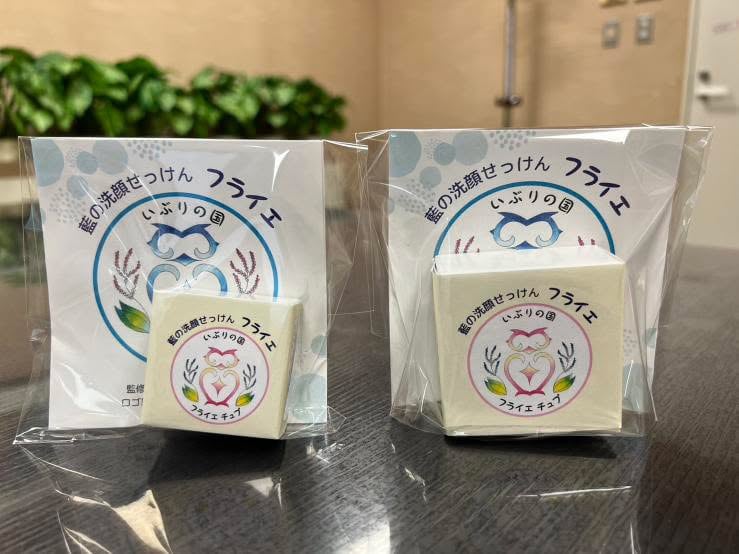 藍の洗顔せっけん フライエ
いぶりの国
監修
ロゴ
藍の洗顔せっけん フライエ
いぶりの国
フライエ チュプ
藍の洗顔せっけん フライエ
いぶりの国
藍の洗顔せっけん フライエ
いぶりの国
フライエ チュプ